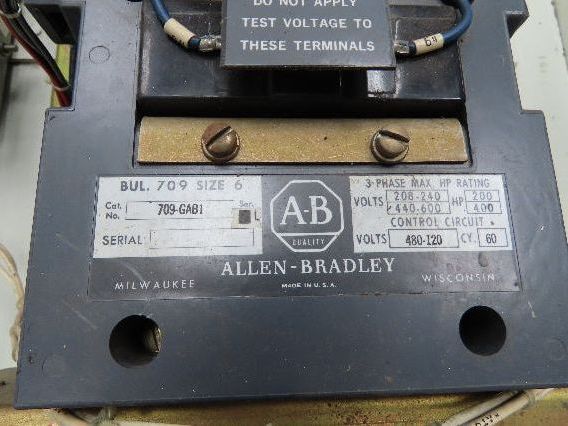 DO NOT APPLY
TEST VOLTAGE TO
THESE TERMINALS
BUL. 709 SIZE 6
Cat. No. 709-GAB1 Ser. L
SERIAL
A-B
QUALITY
3-PHASE MAX. HP RATING
VOLTS 208-240 HP 200
440-600 400
CONTROL CIRCUIT
VOLTS 480-120 CY. 60
ALLEN-BRADLEY
MILWAUKEE MADE IN U.S.A. WISCONSIN